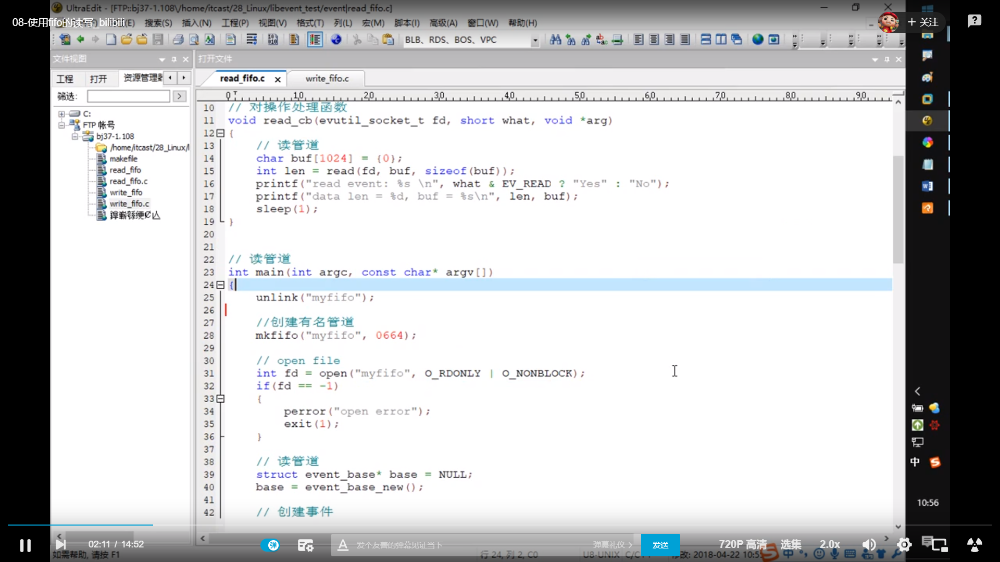 UltraEdit - [FTP::bj37-1.108\/home/itcast/28_Linux/libevent_test/event|read_fifo.c]
08-使用fifo的读写_bilibili
(E) 搜索(S) 插入(N) 工程(P) 视图(V) 格式(T) 列(L) 宏(M) 脚本(I) 高级(A) 窗口(W) 帮助(H)
+ 关注
BLB、RDS、BOS、VPC
文件视图
打开文件
工程 打开 资源管理器
read_fifo.c write_fifo.c
筛选:
0 10 20 30 40 50 60 70 80 90
C:
FTP 帐号
bj37-1.108
/home/itcast/28_Linux/l
makefile
read_fifo
read_fifo.c
write_fifo
write_fifo.c
10 // 对操作处理函数
11 void read_cb(evutil_socket_t fd, short what, void *arg)
12 {
13 // 读管道
14 char buf[1024] = {0};
15 int len = read(fd, buf, sizeof(buf));
16 printf("read event: %s \n", what & EV_READ ? "Yes" : "No");
17 printf("data len = %d, buf = %s\n", len, buf);
18 sleep(1);
19 }
20
21
22 // 读管道
23 int main(int argc, const char* argv[])
24 {
25 unlink("myfifo");
26
27 //创建有名管道
28 mkfifo("myfifo", 0664);
29
30 // open file
31 int fd = open("myfifo", O_RDONLY | O_NONBLOCK);
32 if(fd == -1)
33 {
34 perror("open error");
35 exit(1);
36 }
37
38 // 读管道
39 struct event_base* base = NULL;
40 base = event_base_new();
41
42 // 创建事件
中
10:56
02:11 / 14:52
弹
发个友善的弹幕见证当下
弹幕礼仪
发送
720P 高清
选集
2.0x
如需帮助, 请按 F1
行 24, 列 2, C0
U8-UNIX C/C
改: 2018-04-22 10:5
中